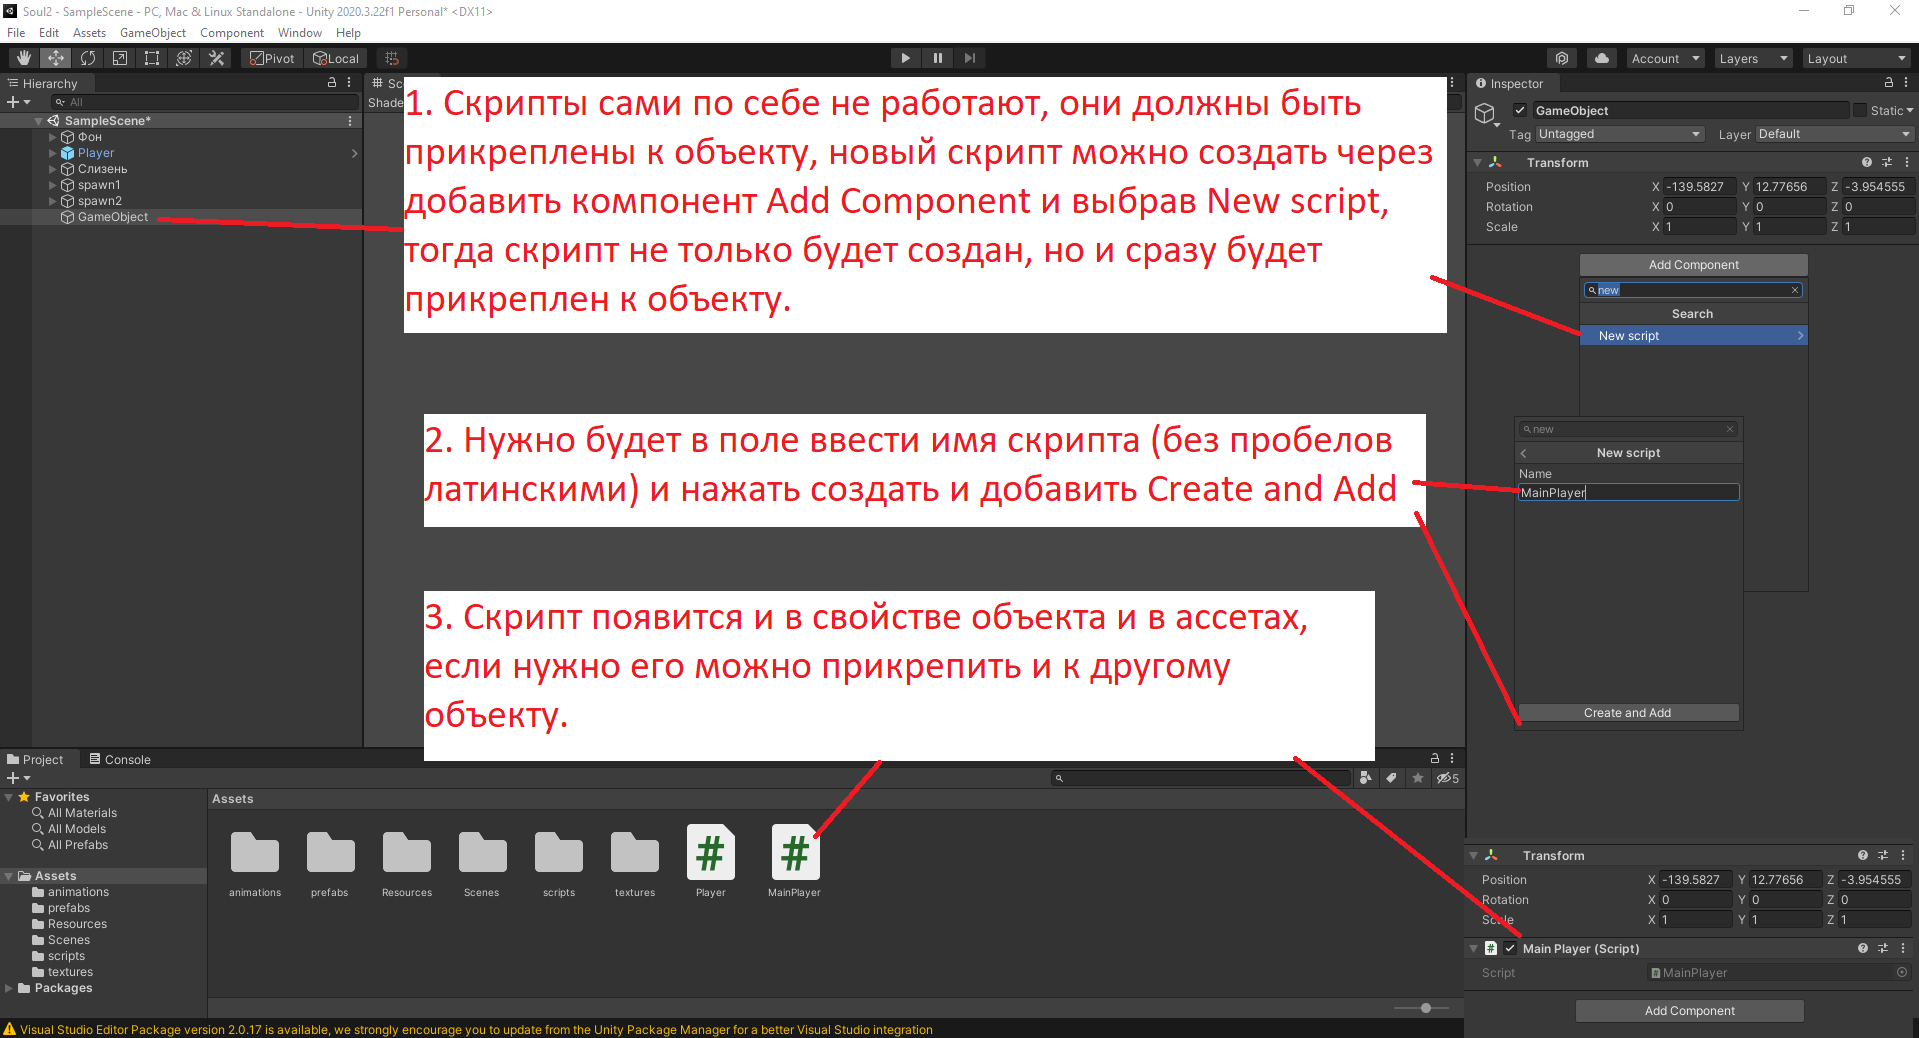 Soul2 - SampleScene - PC, Mac & Linux Standalone - Unity 2020.3.22f1 Personal* <DX11>
File Edit Assets GameObject Component Window Help
Pivot Local Account Layers Layout
Hierarchy
All
SampleScene*
Фон
Player
Слизень
spawn1
spawn2
GameObject
Sc
Shade
1. Скрипты сами по себе не работают, они должны быть
прикреплены к объекту, новый скрипт можно создать через
добавить компонент Add Component и выбрав New script,
тогда скрипт не только будет создан, но и сразу будет
прикреплен к объекту.
2. Нужно будет в поле ввести имя скрипта (без пробелов
латинскими) и нажать создать и добавить Create and Add
3. Скрипт появится и в свойстве объекта и в ассетах,
если нужно его можно прикрепить и к другому
объекту.
Inspector
GameObject Static
Tag Untagged Layer Default
Transform
Position X -139.5827 Y 12.77656 Z -3.954555
Rotation X 0 Y 0 Z 0
Scale X 1 Y 1 Z 1
Add Component
new
Search
New script
new
New script
Name
MainPlayer
Create and Add
Transform
Position X -139.5827 Y 12.77656 Z -3.954555
Rotation X 0 Y 0 Z 0
Scale X 1 Y 1 Z 1
# Main Player (Script)
Script # MainPlayer
Add Component
Project Console
5
Favorites
All Materials
All Models
All Prefabs
Assets
animations
prefabs
Resources
Scenes
scripts
textures
Packages
Assets
# #
animations prefabs Resources Scenes scripts textures Player MainPlayer
Visual Studio Editor Package version 2.0.17 is available, we strongly encourage you to update from the Unity Package Manager for a better Visual Studio integration